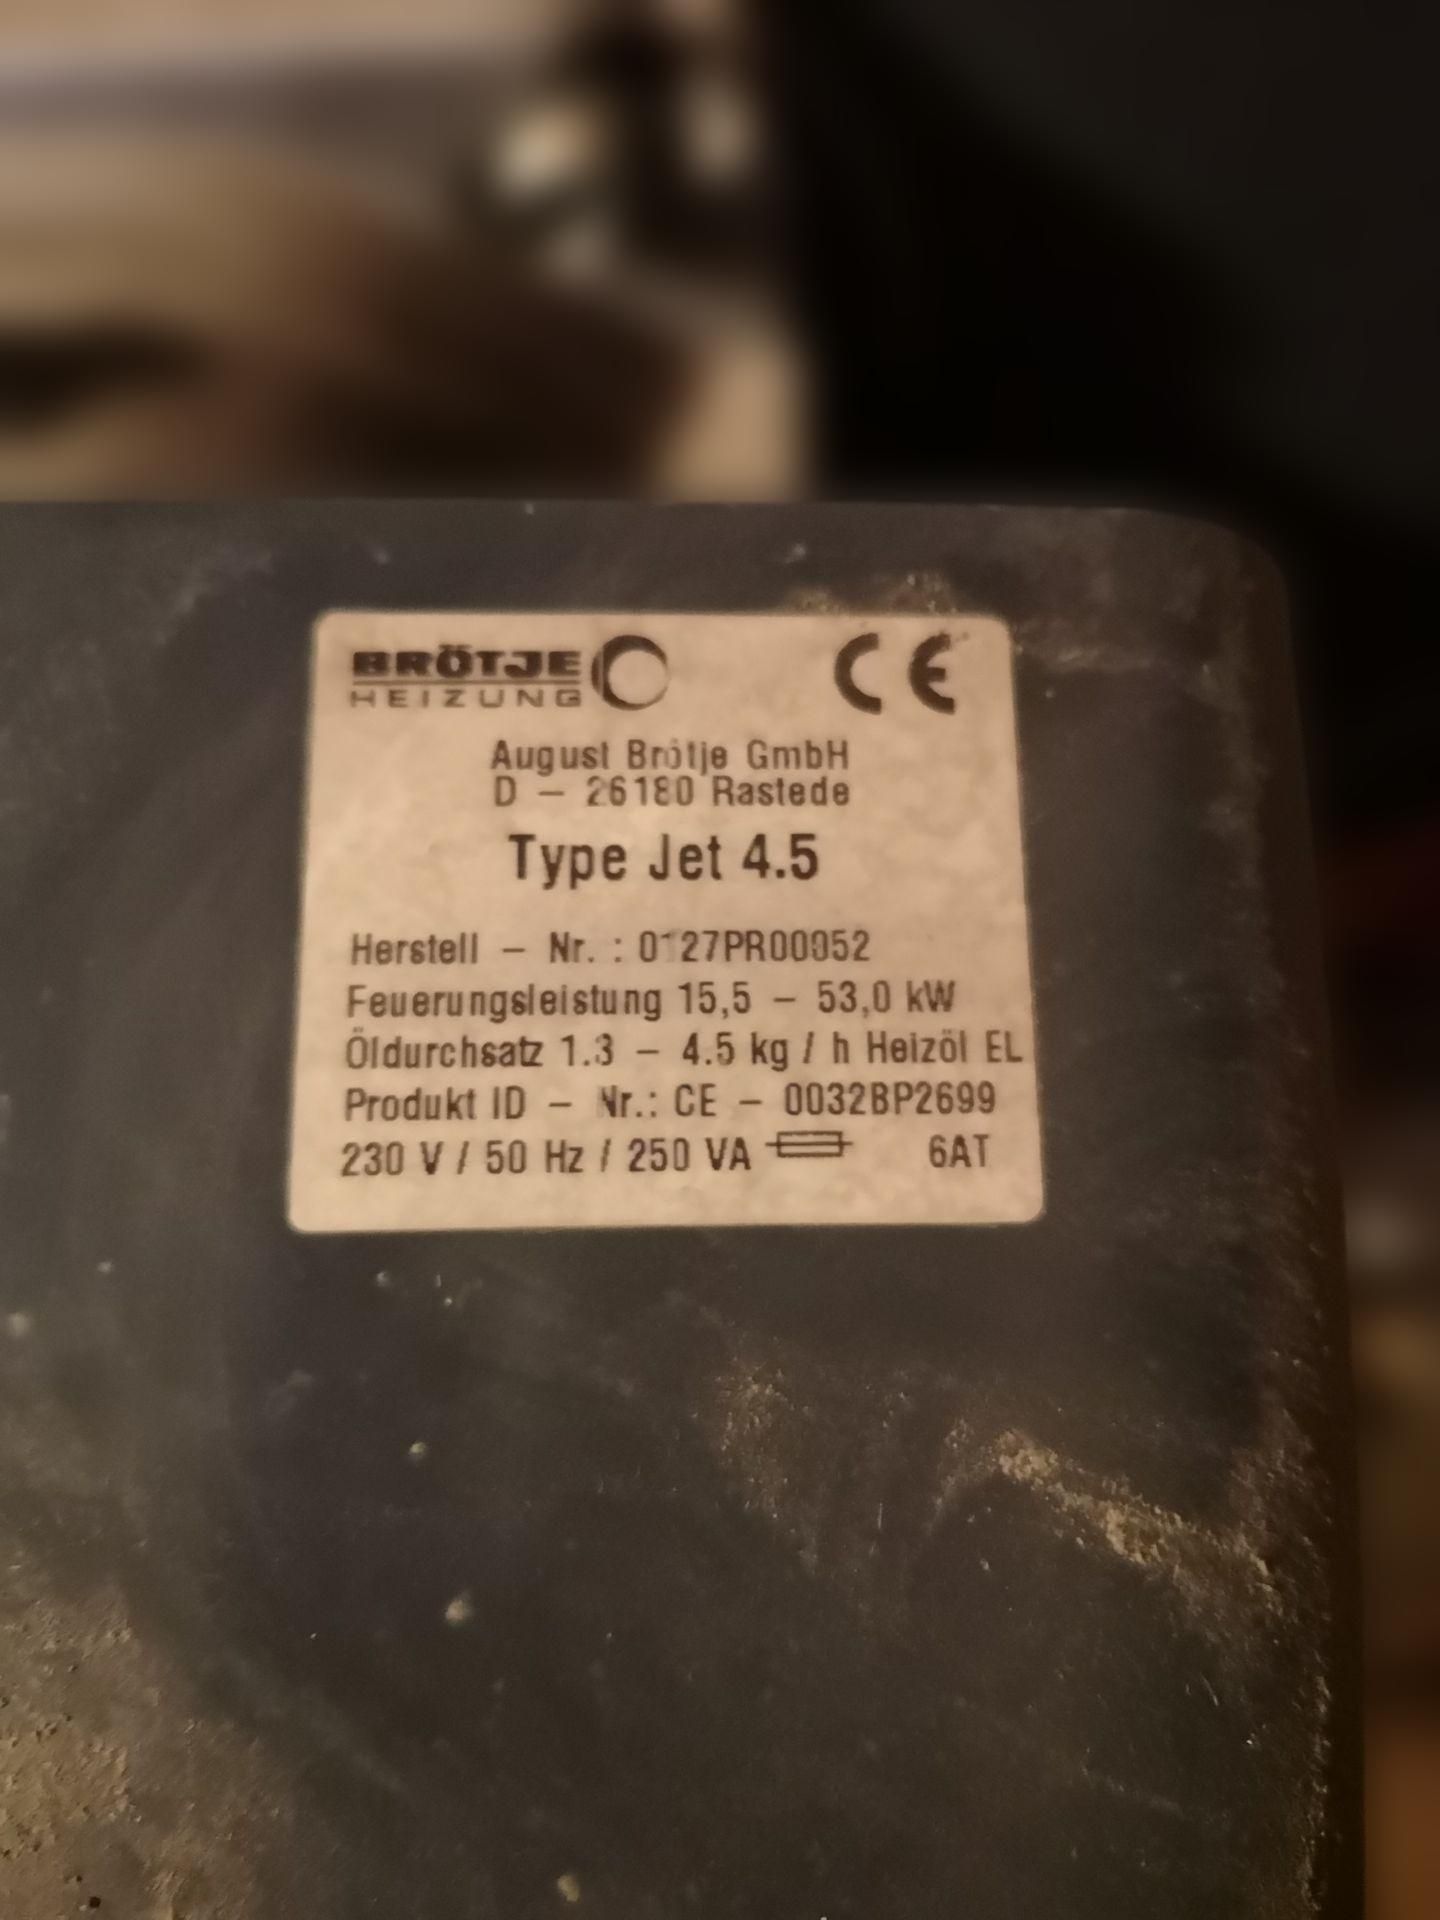 BRÖTJE
HEIZUNG
CE
August Brötje GmbH
D – 26180 Rastede
Type Jet 4.5
Herstell – Nr. : 0127PR00052
Feuerungsleistung 15,5 – 53,0 kW
Öldurchsatz 1.3 – 4.5 kg / h Heizöl EL
Produkt ID – Nr.: CE – 0032BP2699
230 V / 50 Hz / 250 VA 6AT